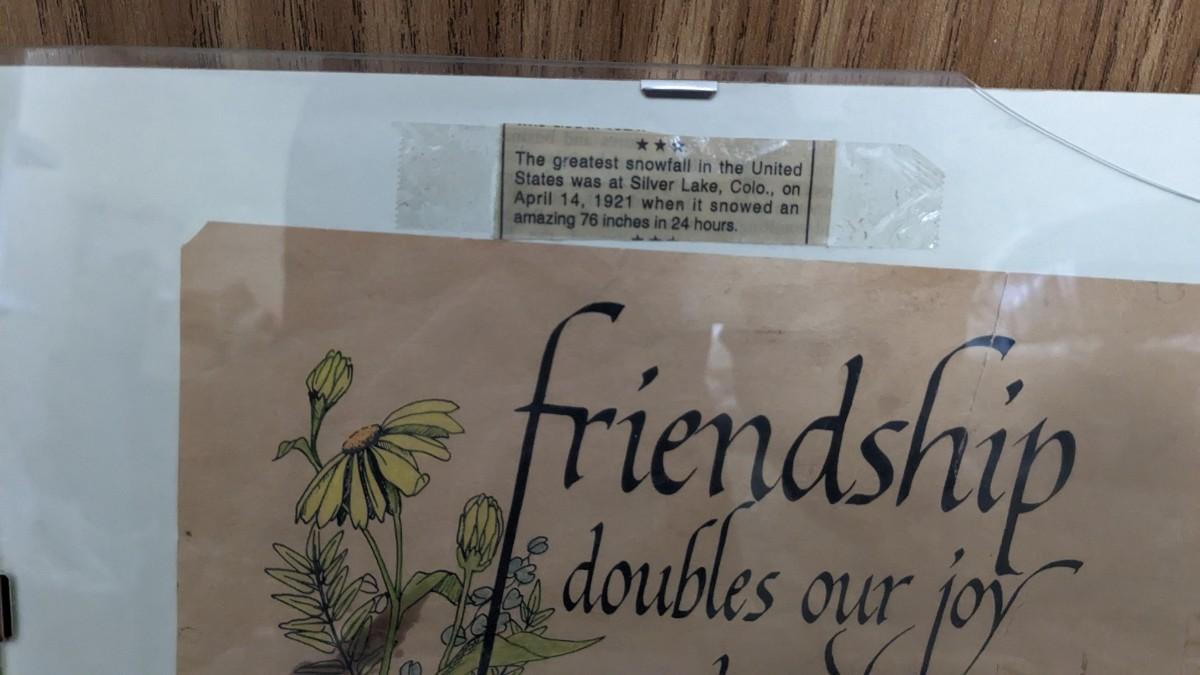 ★★★
The greatest snowfall in the United
States was at Silver Lake, Colo., on
April 14, 1921 when it snowed an
amazing 76 inches in 24 hours.
friendship
doubles our joy